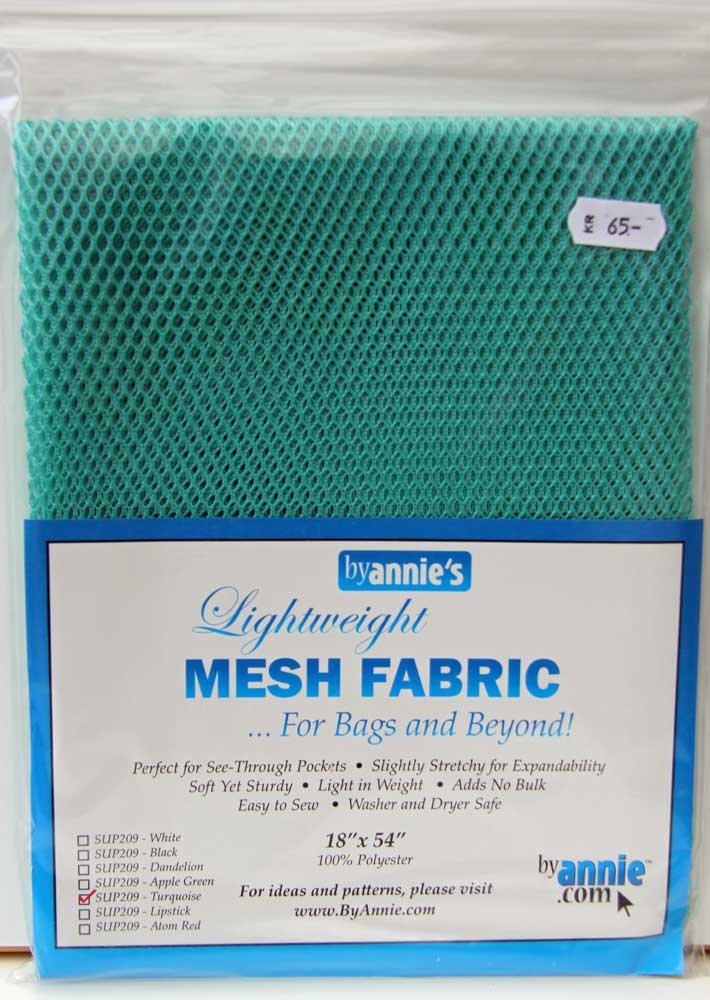 KR 65.-
byannie's
Lightweight
MESH FABRIC
... For Bags and Beyond!
Perfect for See-Through Pockets • Slightly Stretchy for Expandability
Soft Yet Sturdy • Light in Weight • Adds No Bulk
Easy to Sew • Washer and Dryer Safe
18" x 54"
100% Polyester
SUP209 - White
SUP209 - Black
SUP209 - Dandelion
SUP209 - Apple Green
SUP209 - Turquoise
SUP209 - Lipstick
SUP209 - Atom Red
For ideas and patterns, please visit
www.ByAnnie.com
by annie™
.com